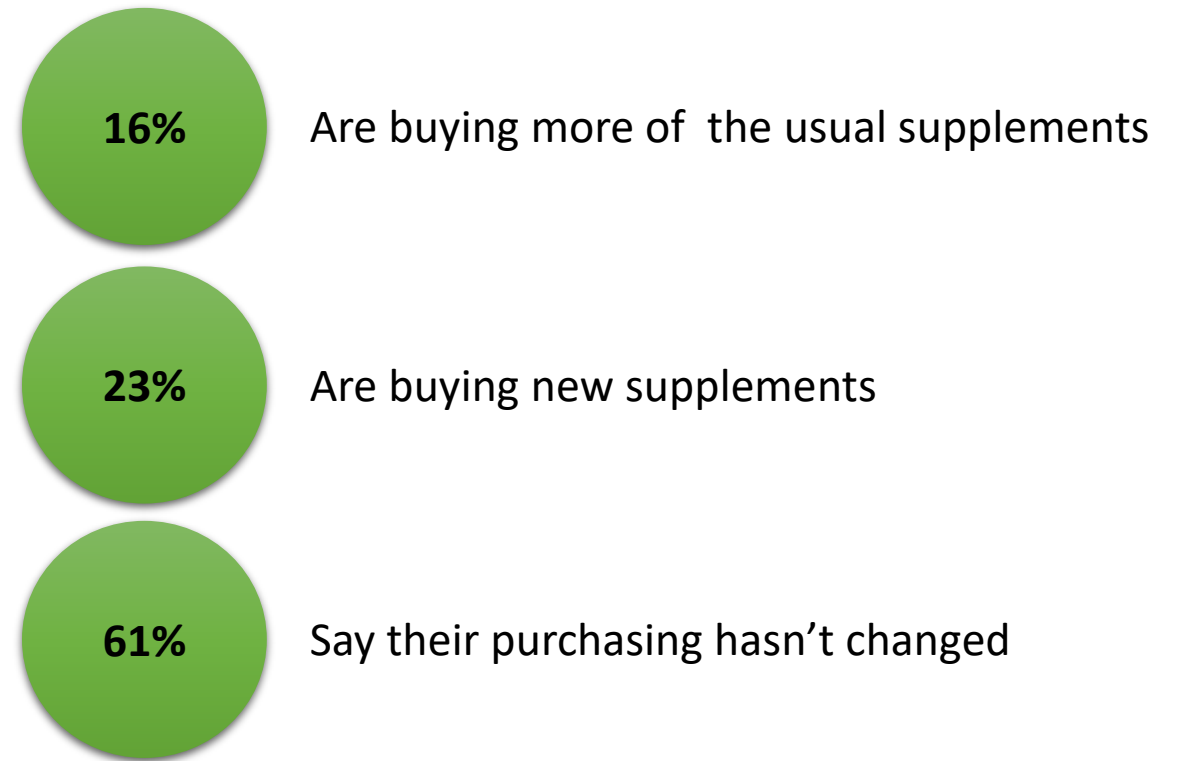 16%
Are buying more of  the usual supplements
23%
Are buying new supplements
61%
Say their purchasing hasn’t changed